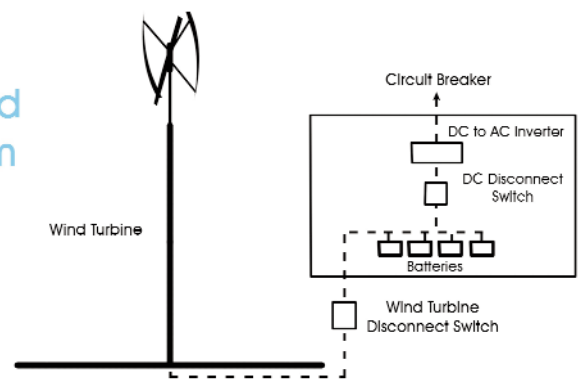 d
m
Circuit Breaker
DC to AC Inverter
DC Disconnect
Switch
Wind Turbine
Batteries
Wind Turbine
Disconnect Switch